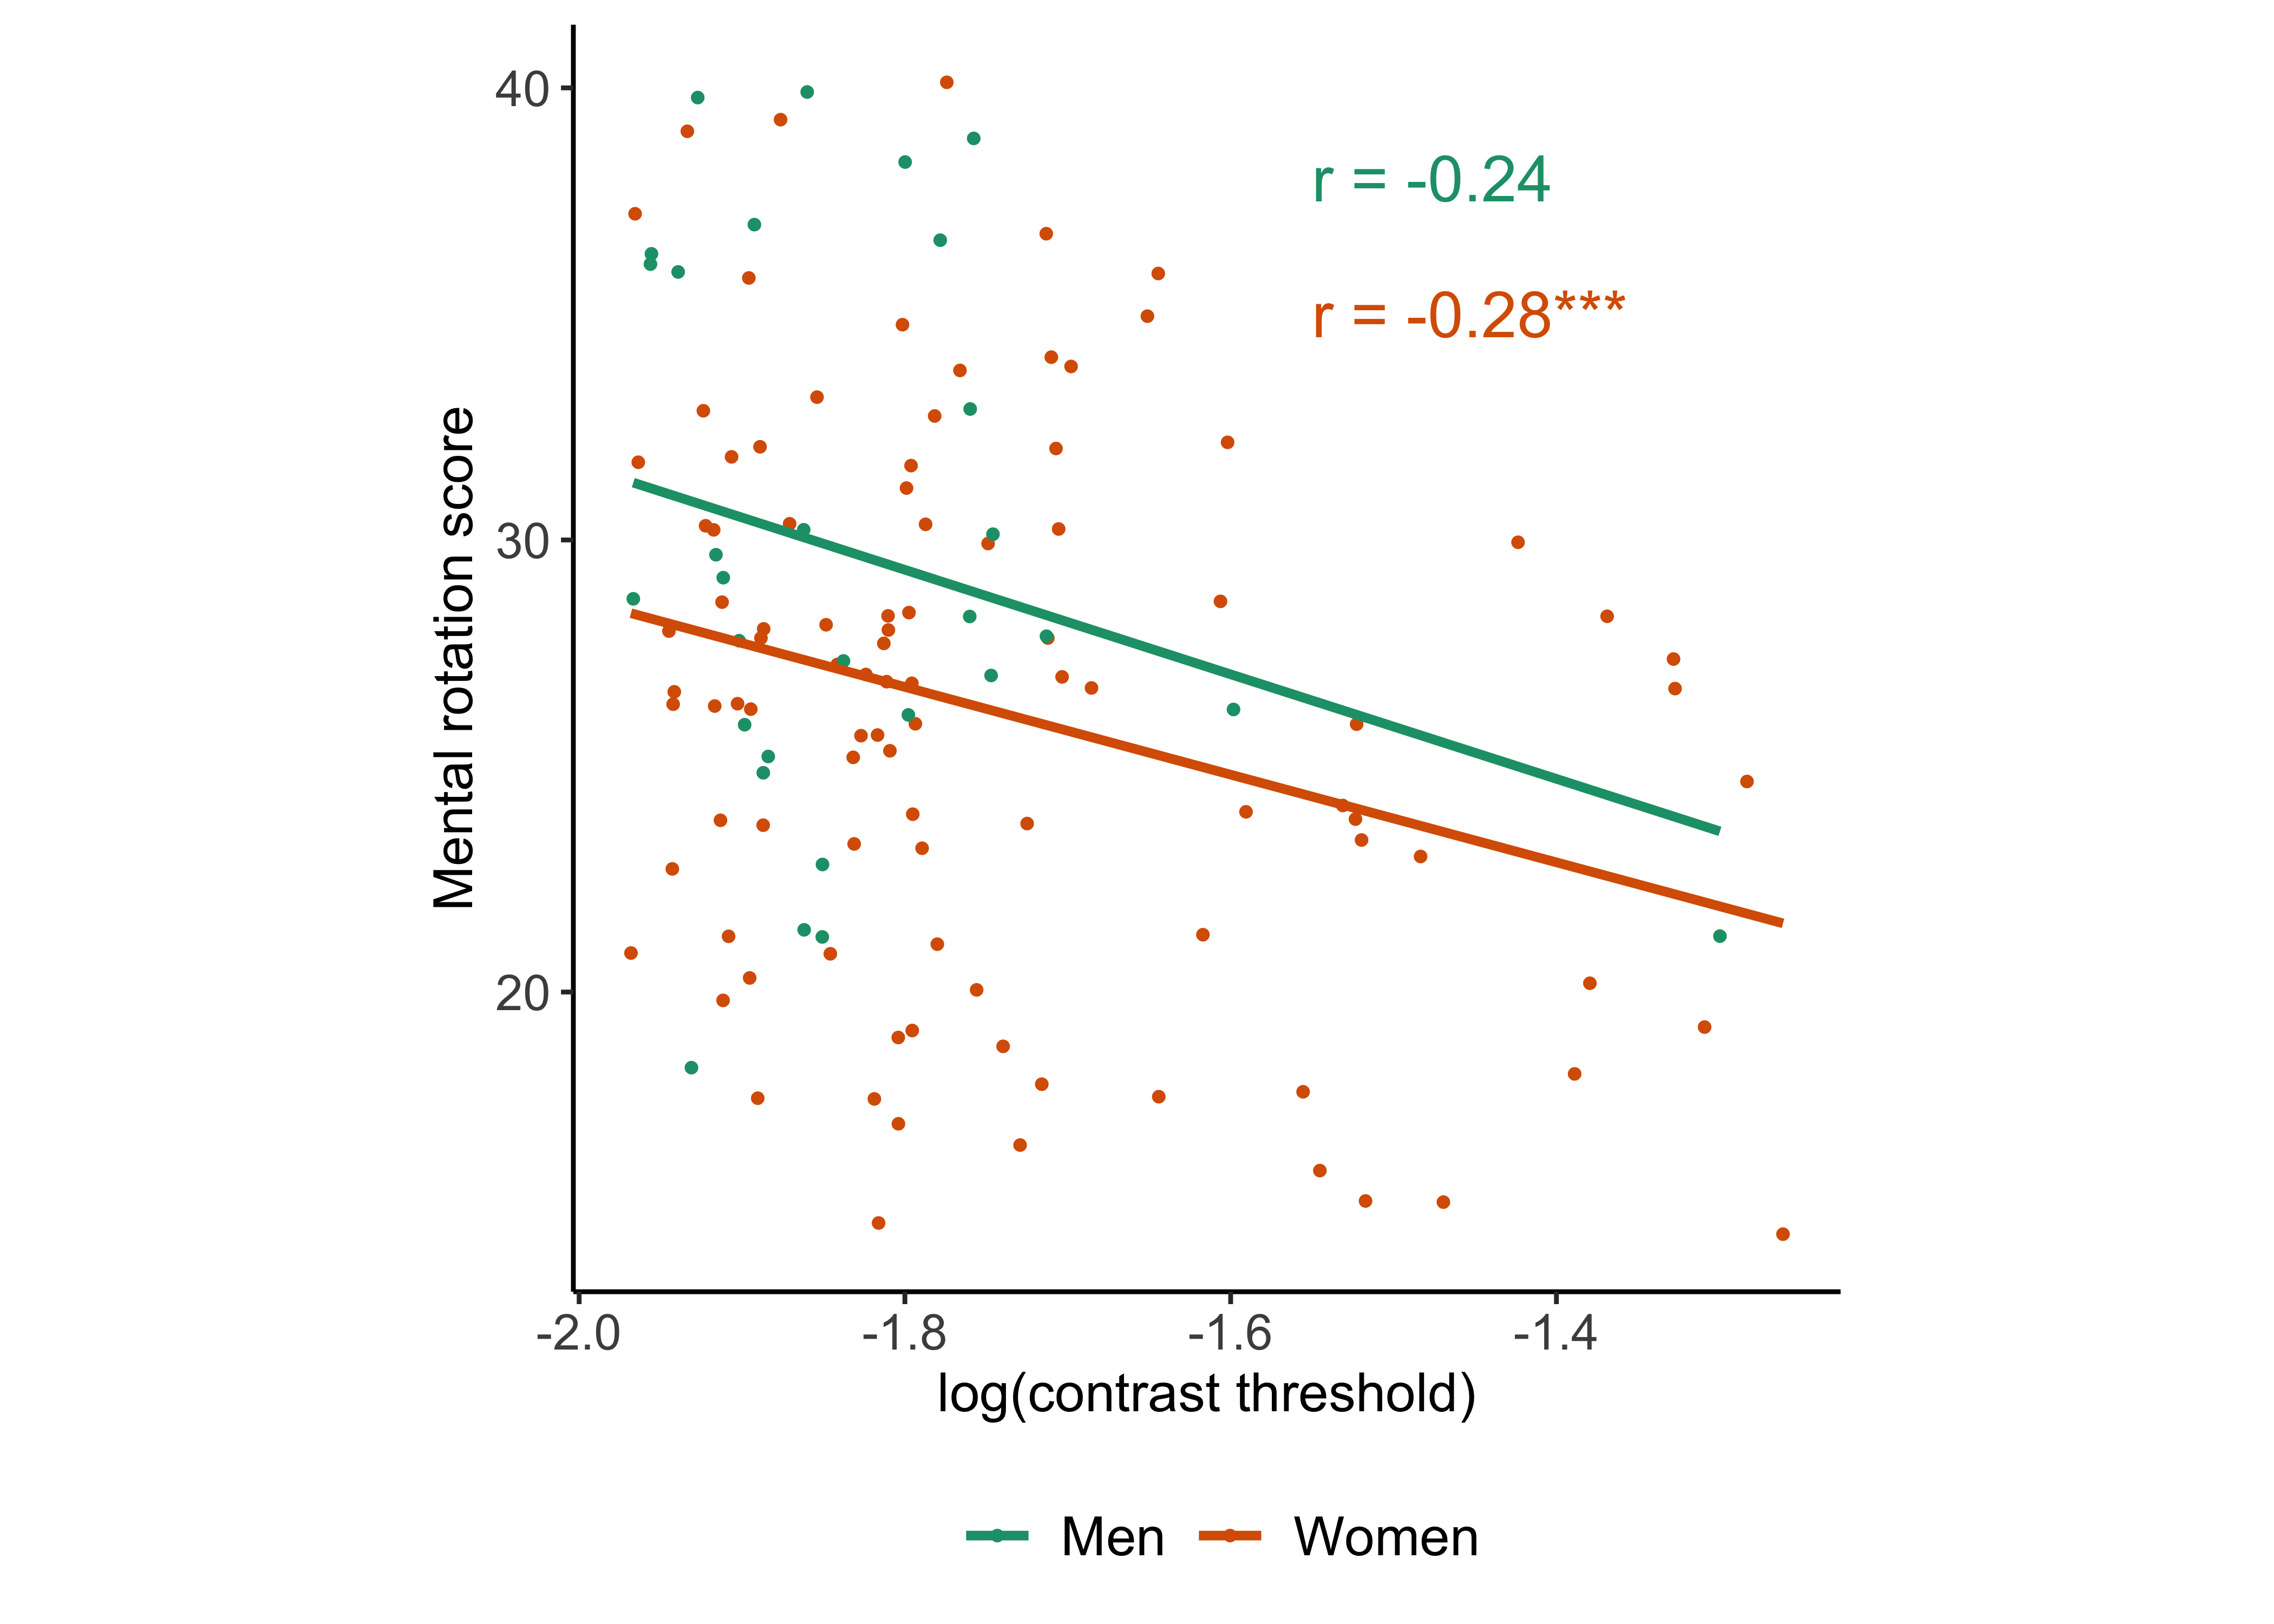 40
30
20
Mental rotation score
r = -0.24
r = -0.28***
-2.0 -1.8 -1.6 -1.4
log(contrast threshold)
Men Women